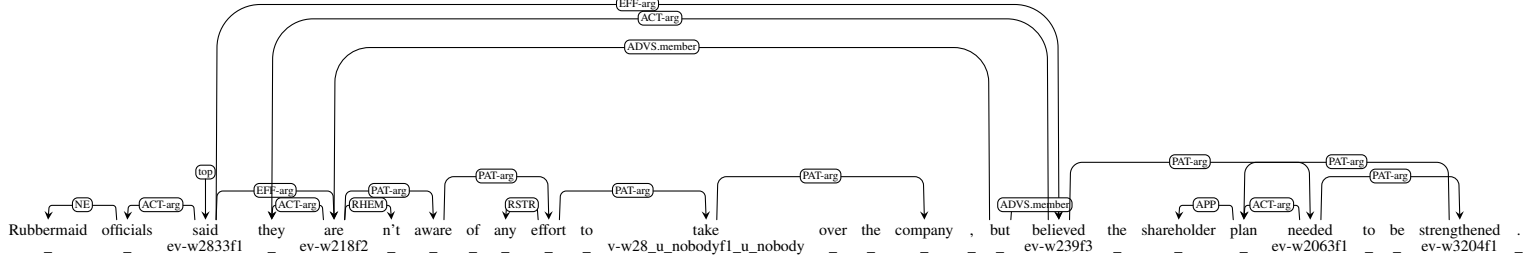 EFF-arg
ACT-arg
ADVS.member
PAT-arg PAT-arg
top
EFF-arg PAT-arg PAT-arg PAT-arg PAT-arg PAT-arg
NE ACT-arg ACT-arg RHEM RSTR ADVS.member APP ACT-arg
Rubbermaid officials said they are n't aware of any effort to take over the company , but believed the shareholder plan needed to be strengthened .
_ _ ev-w2833f1 _ ev-w218f2 _ _ _ _ _ _ v-w28_u_nobodyf1_u_nobody _ _ _ _ _ ev-w239f3 _ _ _ ev-w2063f1 _ _ ev-w3204f1 _